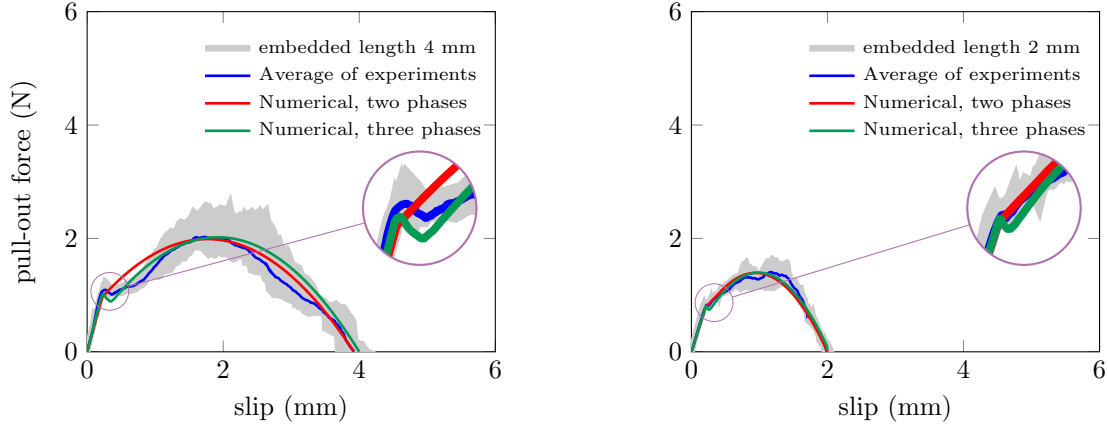 6
4
2
0
pull-out force (N)
embedded length 4 mm
Average of experiments
Numerical, two phases
Numerical, three phases
0
2
4
6
slip (mm)
6
4
2
0
embedded length 2 mm
Average of experiments
Numerical, two phases
Numerical, three phases
0
2
4
6
slip (mm)